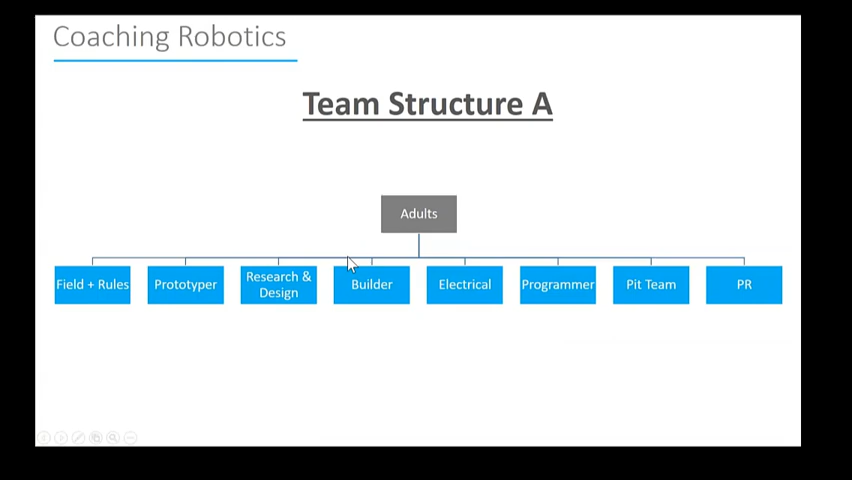 Coaching Robotics
Team Structure A
Adults
Field + Rules
Prototyper
Research &
Design
Builder
Electrical
Programmer
Pit Team
PR